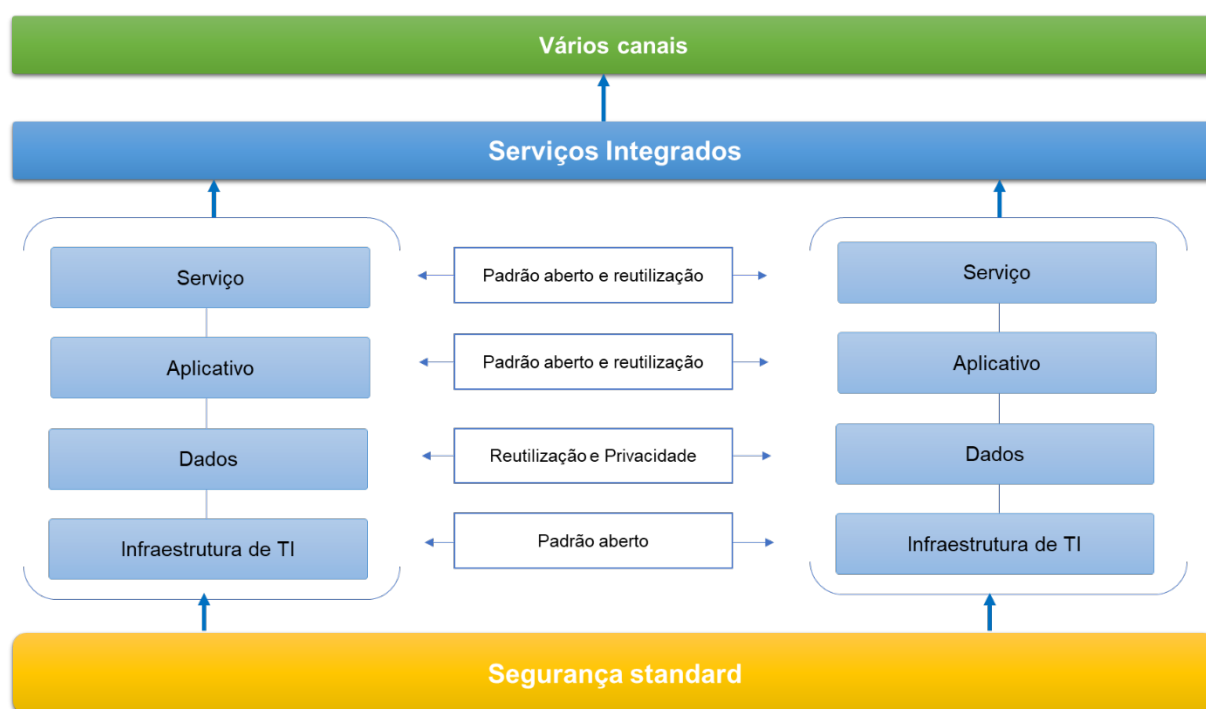 Vários canais
Serviços Integrados
Serviço
Padrão aberto e reutilização
Serviço
Aplicativo
Padrão aberto e reutilização
Aplicativo
Dados
Reutilização e Privacidade
Dados
Infraestrutura de TI
Padrão aberto
Infraestrutura de TI
Segurança standard